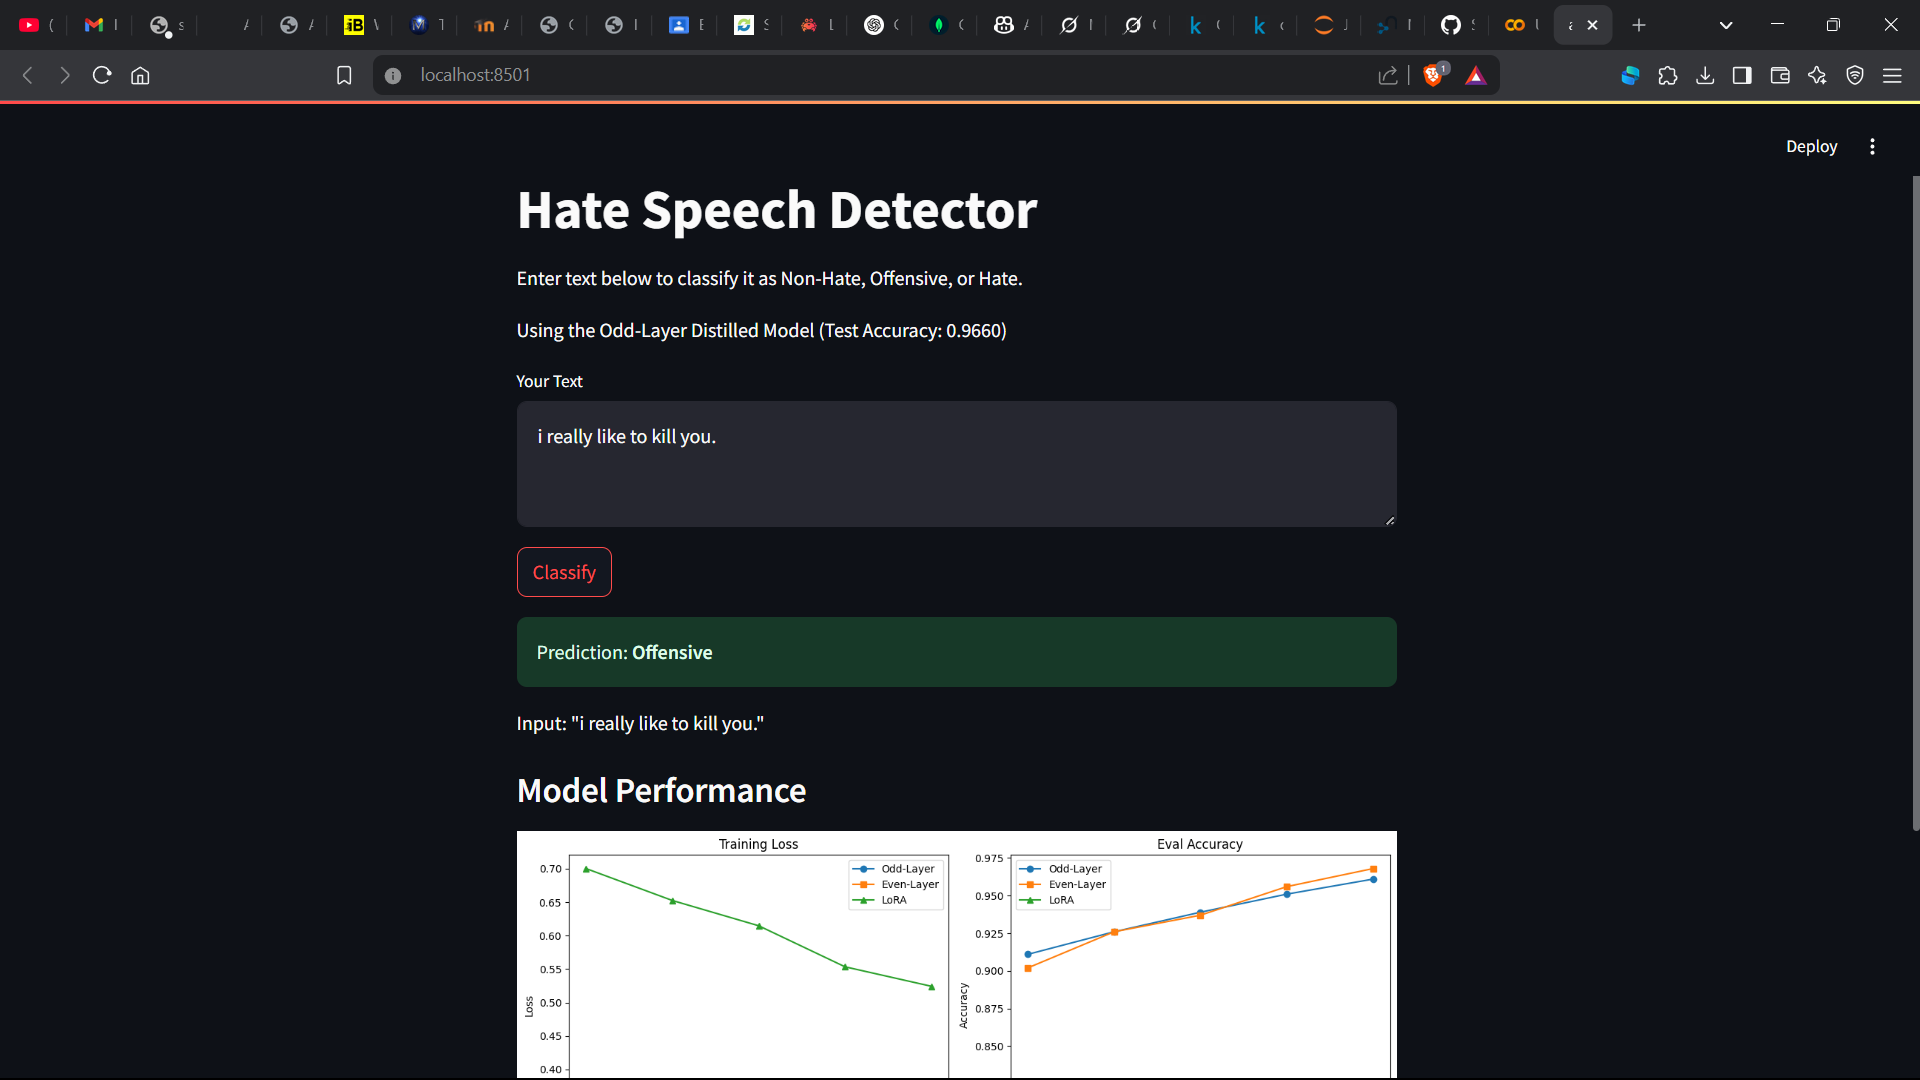 localhost:8501
1
Deploy
Hate Speech Detector
Enter text below to classify it as Non-Hate, Offensive, or Hate.
Using the Odd-Layer Distilled Model (Test Accuracy: 0.9660)
Your Text
i really like to kill you.
Classify
Prediction: Offensive
Input: "i really like to kill you."
Model Performance
Training Loss
0.70
0.65
0.60
0.55
0.50
0.45
0.40
Loss
Odd-Layer
Even-Layer
LoRA
Eval Accuracy
0.975
0.950
0.925
0.900
0.875
0.850
Accuracy
Odd-Layer
Even-Layer
LoRA